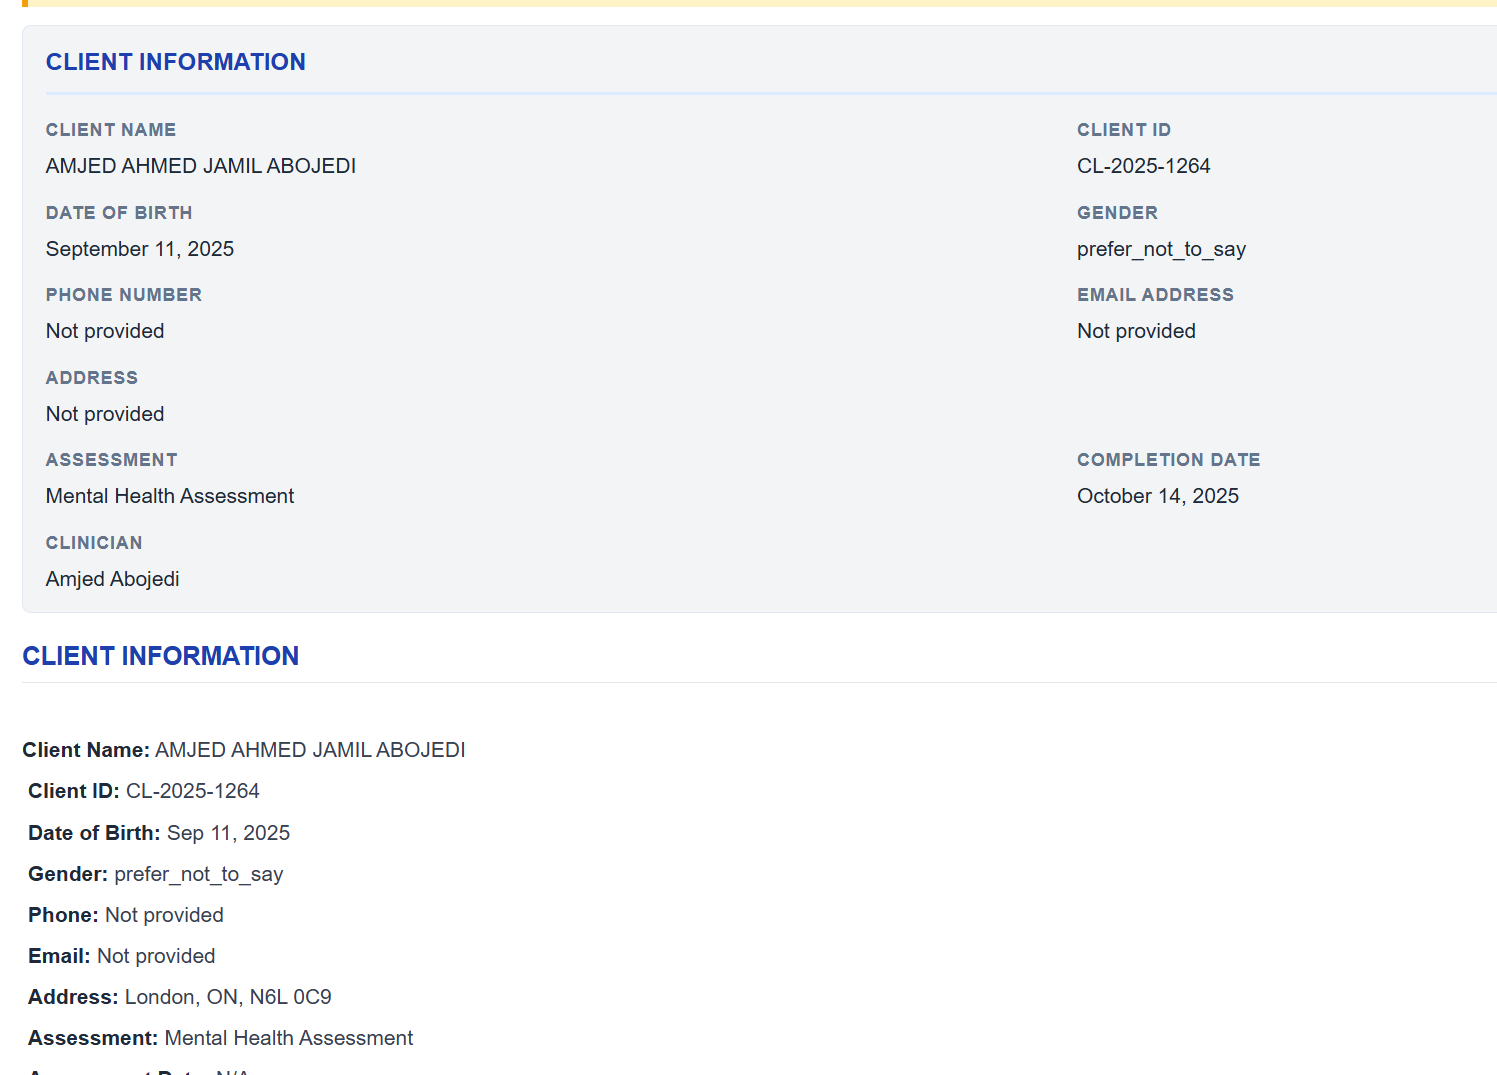 CLIENT INFORMATION
CLIENT NAME
AMJED AHMED JAMIL ABOJEDI
CLIENT ID
CL-2025-1264
DATE OF BIRTH
September 11, 2025
GENDER
prefer_not_to_say
PHONE NUMBER
Not provided
EMAIL ADDRESS
Not provided
ADDRESS
Not provided
ASSESSMENT
Mental Health Assessment
COMPLETION DATE
October 14, 2025
CLINICIAN
Amjed Abojedi
CLIENT INFORMATION
Client Name: AMJED AHMED JAMIL ABOJEDI
Client ID: CL-2025-1264
Date of Birth: Sep 11, 2025
Gender: prefer_not_to_say
Phone: Not provided
Email: Not provided
Address: London, ON, N6L 0C9
Assessment: Mental Health Assessment